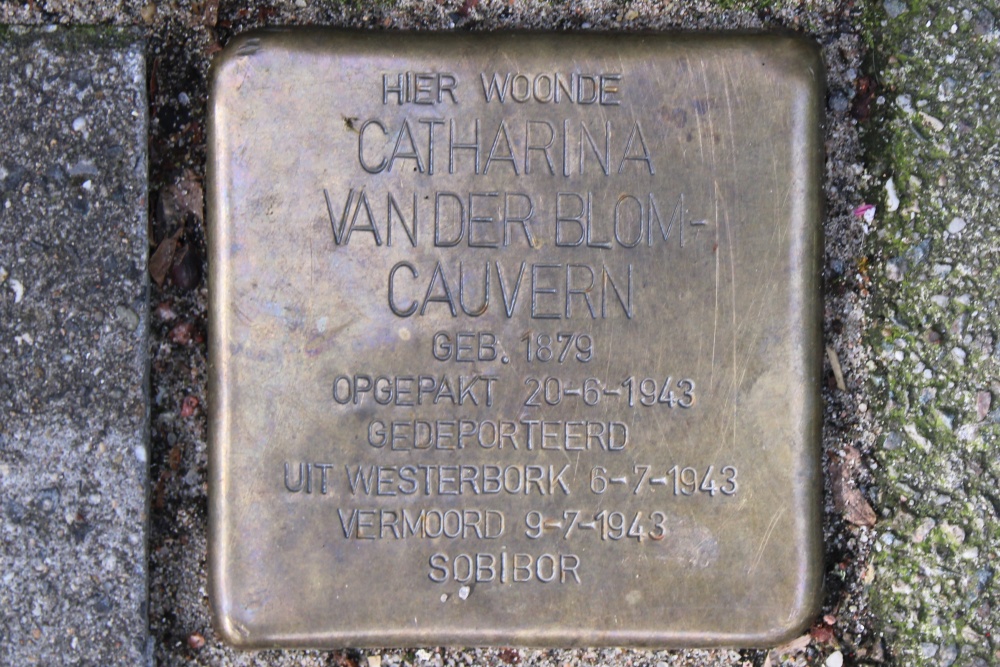 HIER WOONDE
CATHARINA
VAN DER BLOM-
CAUVERN
GEB. 1879
OPGEPAKT 20-6-1943
GEDEPORTEERD
UIT WESTERBORK 6-7-1943
VERMOORD 9-7-1943
SOBIBOR